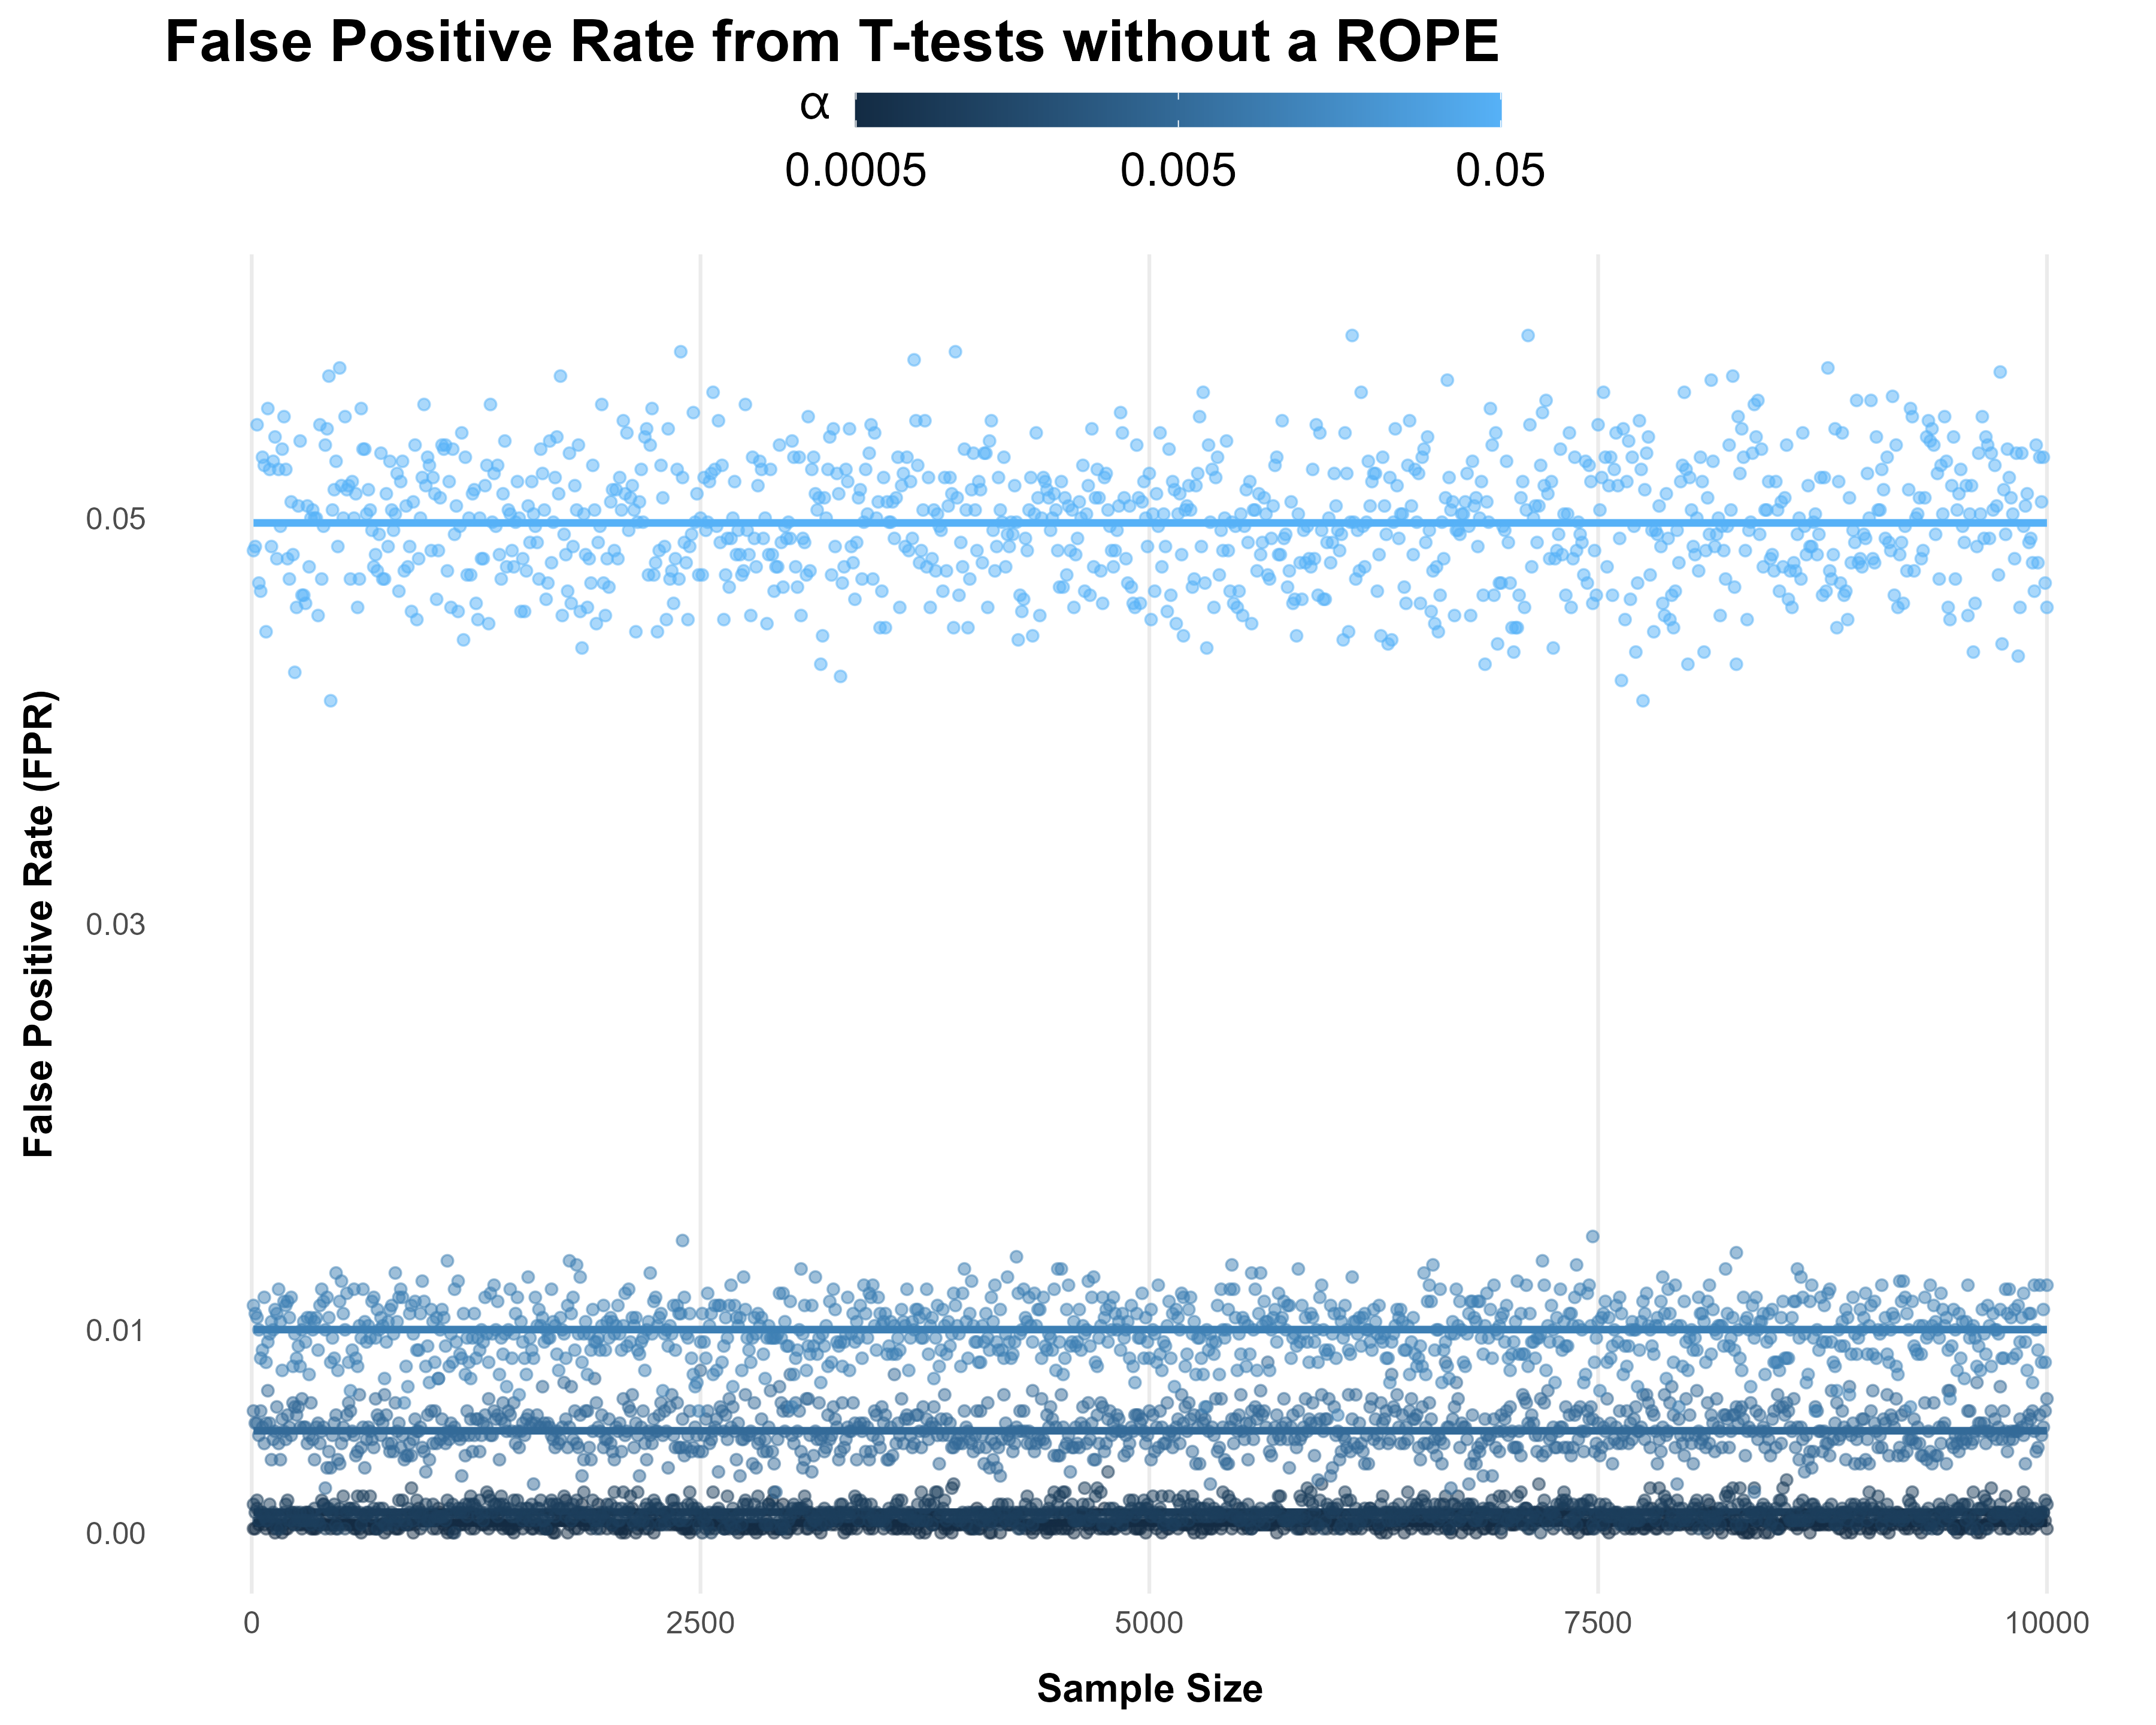 False Positive Rate from T-tests without a ROPE
α
0.0005 0.005 0.05
False Positive Rate (FPR)
0.05
0.03
0.01
0.00
0 2500 5000 7500 10000
Sample Size